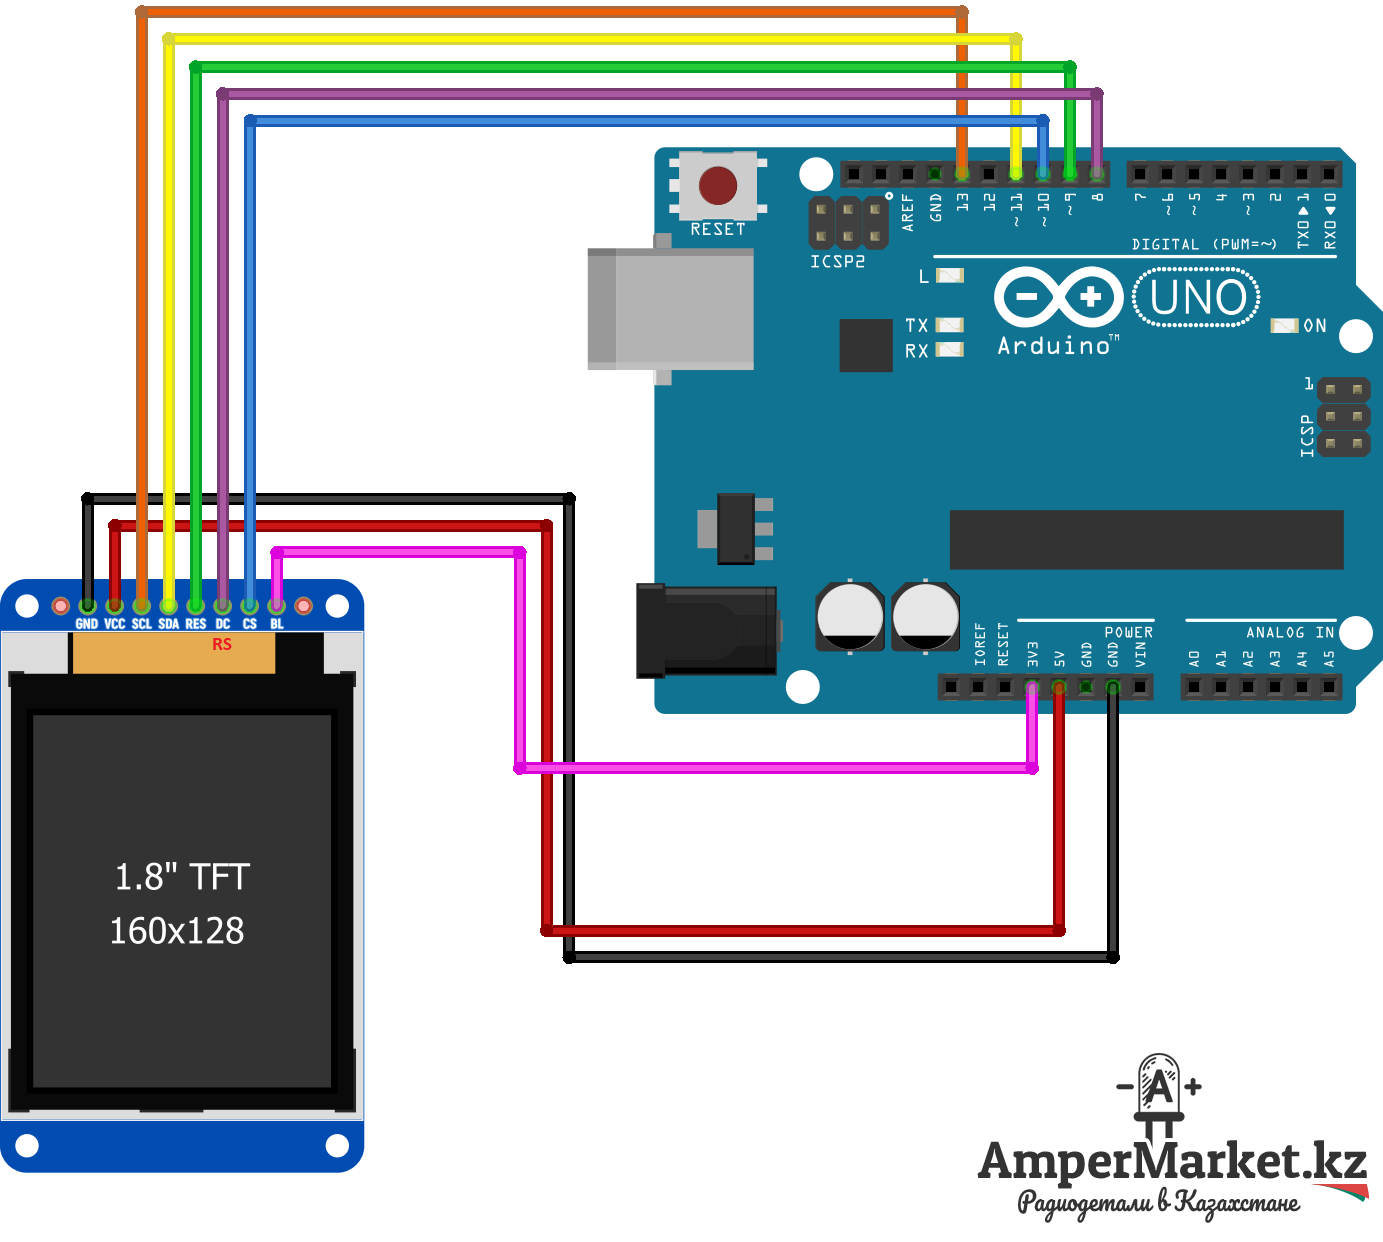 RESET
ICSP2
AREF
GND
13
12
~11
~10
~9
8
7
~6
~5
4
~3
2
TX0▶1
RX0◀0
DIGITAL (PWM=~)
L
TX
RX
UNO
Arduino™
ON
1
ICSP
GND VCC SCL SDA RES DC CS BL
RS
1.8" TFT
160x128
IOREF
RESET
3V3
5V
GND
GND
VIN
POWER
ANALOG IN
A0
A1
A2
A3
A4
A5
- A +
AmperMarket.kz
Радиодетали в Казахстане